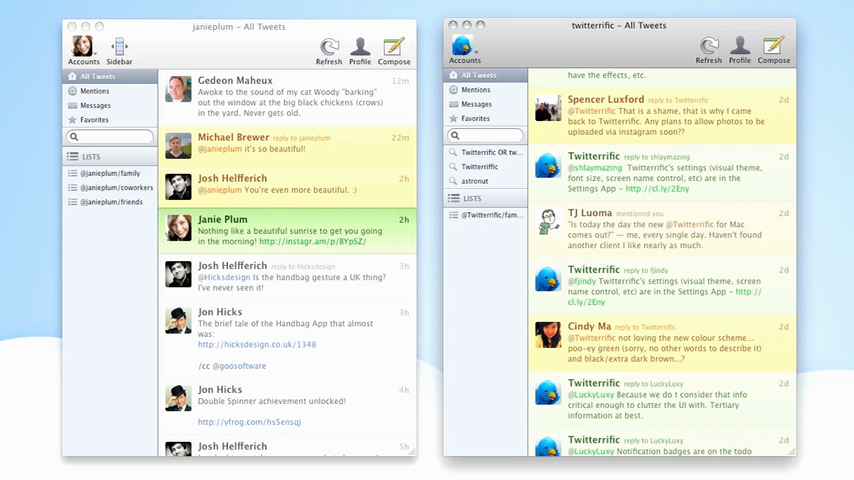 janieplum – All Tweets
Accounts
Sidebar
Refresh
Profile
Compose
All Tweets
Mentions
Messages
Favorites
LISTS
@janieplum/family
@janieplum/coworkers
@janieplum/friends
Gedeon Maheux 12m
Awoke to the sound of my cat Woody "barking"
out the window at the big black chickens (crows)
in the yard. Never gets old.
Michael Brewer reply to janieplum 22m
@janieplum it's so beautiful!
Josh Helfferich 2h
@janieplum You're even more beautiful. :)
Janie Plum 2h
Nothing like a beautiful sunrise to get you going
in the morning! http://instagr.am/p/BYpSZ/
Josh Helfferich reply to Hicksdesign 3h
@Hicksdesign Is the handbag gesture a UK thing?
I've never seen it!
Jon Hicks 3h
The brief tale of the Handbag App that almost
was:
http://hicksdesign.co.uk/1348
/cc @goosoftware
Jon Hicks 4h
Double Spinner achievement unlocked!
http://yfrog.com/hs5ensqj
Josh Helfferich 5h
twitterrific – All Tweets
Accounts
Refresh
Profile
Compose
All Tweets
Mentions
Messages
Favorites
Twitterrific OR tw...
Twitteriffic
astronut
LISTS
@Twitterrific/fam...
have the effects, etc.
Spencer Luxford reply to Twitterrific 2d
@Twitterrific That is a shame, that is why I came
back to Twitterrific. Any plans to allow photos to be
uploaded via instagram soon??
Twitterrific reply to shlaymazing 2d
@shlaymazing Twitterrific's settings (visual theme,
font size, screen name control, etc) are in the
Settings App – http://cl.ly/2Eny
TJ Luoma mentioned you 2d
"Is today the day the new @Twitterrific for Mac
comes out?" — me, every single day. Haven't found
another client I like nearly as much.
Twitterrific reply to fjindy 2d
@fjindy Twitterrific's settings (visual theme, font size,
screen name control, etc) are in the Settings App – http://
cl.ly/2Eny
Cindy Ma reply to Twitterrific 2d
@Twitterrific not loving the new colour scheme...
poo-ey green (sorry, no other words to describe it)
and black/extra dark brown...?
Twitterrific reply to LuckyLuxy 2d
@LuckyLuxy Because we do t consider that info
critical enough to clutter the UI with. Tertiary
information at best.
Twitterrific reply to LuckyLuxy 2d
@LuckyLuxy Notification badges are on the todo